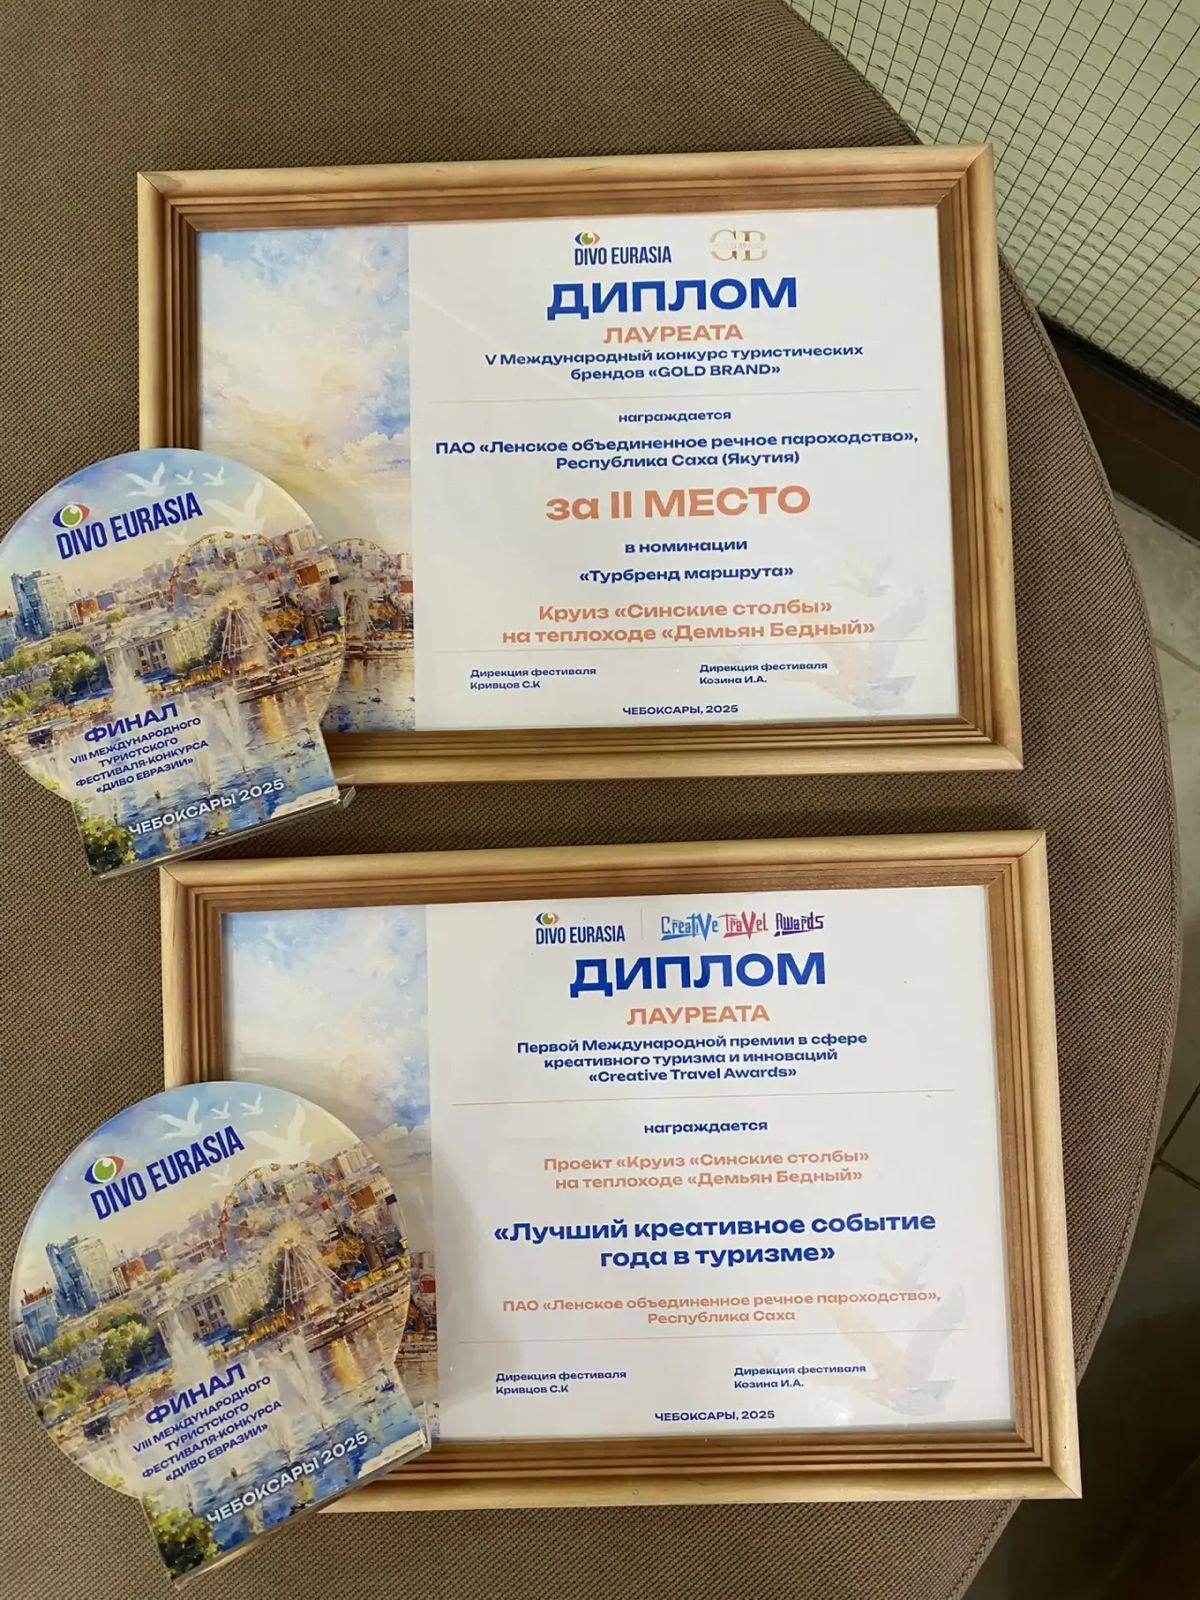 DIVO EURASIA
GB
ДИПЛОМ
ЛАУРЕАТА
V Международный конкурс туристических
брендов «GOLD BRAND»
награждается
ПАО «Ленское объединенное речное пароходство»,
Республика Саха (Якутия)
за II МЕСТО
в номинации
«Турбренд маршрута»
Круиз «Синские столбы»
на теплоходе «Демьян Бедный»
Дирекция фестиваля
Кривцов С.К
Дирекция фестиваля
Козина И.А.
ЧЕБОКСАРЫ, 2025
DIVO EURASIA
ФИНАЛ
VIII МЕЖДУНАРОДНОГО
ТУРИСТСКОГО
ФЕСТИВАЛЯ-КОНКУРСА
«ДИВО ЕВРАЗИИ»
ЧЕБОКСАРЫ 2025
DIVO EURASIA
Creative Travel Awards
ДИПЛОМ
ЛАУРЕАТА
Первой Международной премии в сфере
креативного туризма и инноваций
«Creative Travel Awards»
награждается
Проект «Круиз «Синские столбы»
на теплоходе «Демьян Бедный»
«Лучший креативное событие
года в туризме»
ПАО «Ленское объединенное речное пароходство»,
Республика Саха
Дирекция фестиваля
Кривцов С.К
Дирекция фестиваля
Козина И.А.
ЧЕБОКСАРЫ, 2025
DIVO EURASIA
ФИНАЛ
VIII МЕЖДУНАРОДНОГО
ТУРИСТСКОГО
ФЕСТИВАЛЯ-КОНКУРСА
«ДИВО ЕВРАЗИИ»
ЧЕБОКСАРЫ 2025